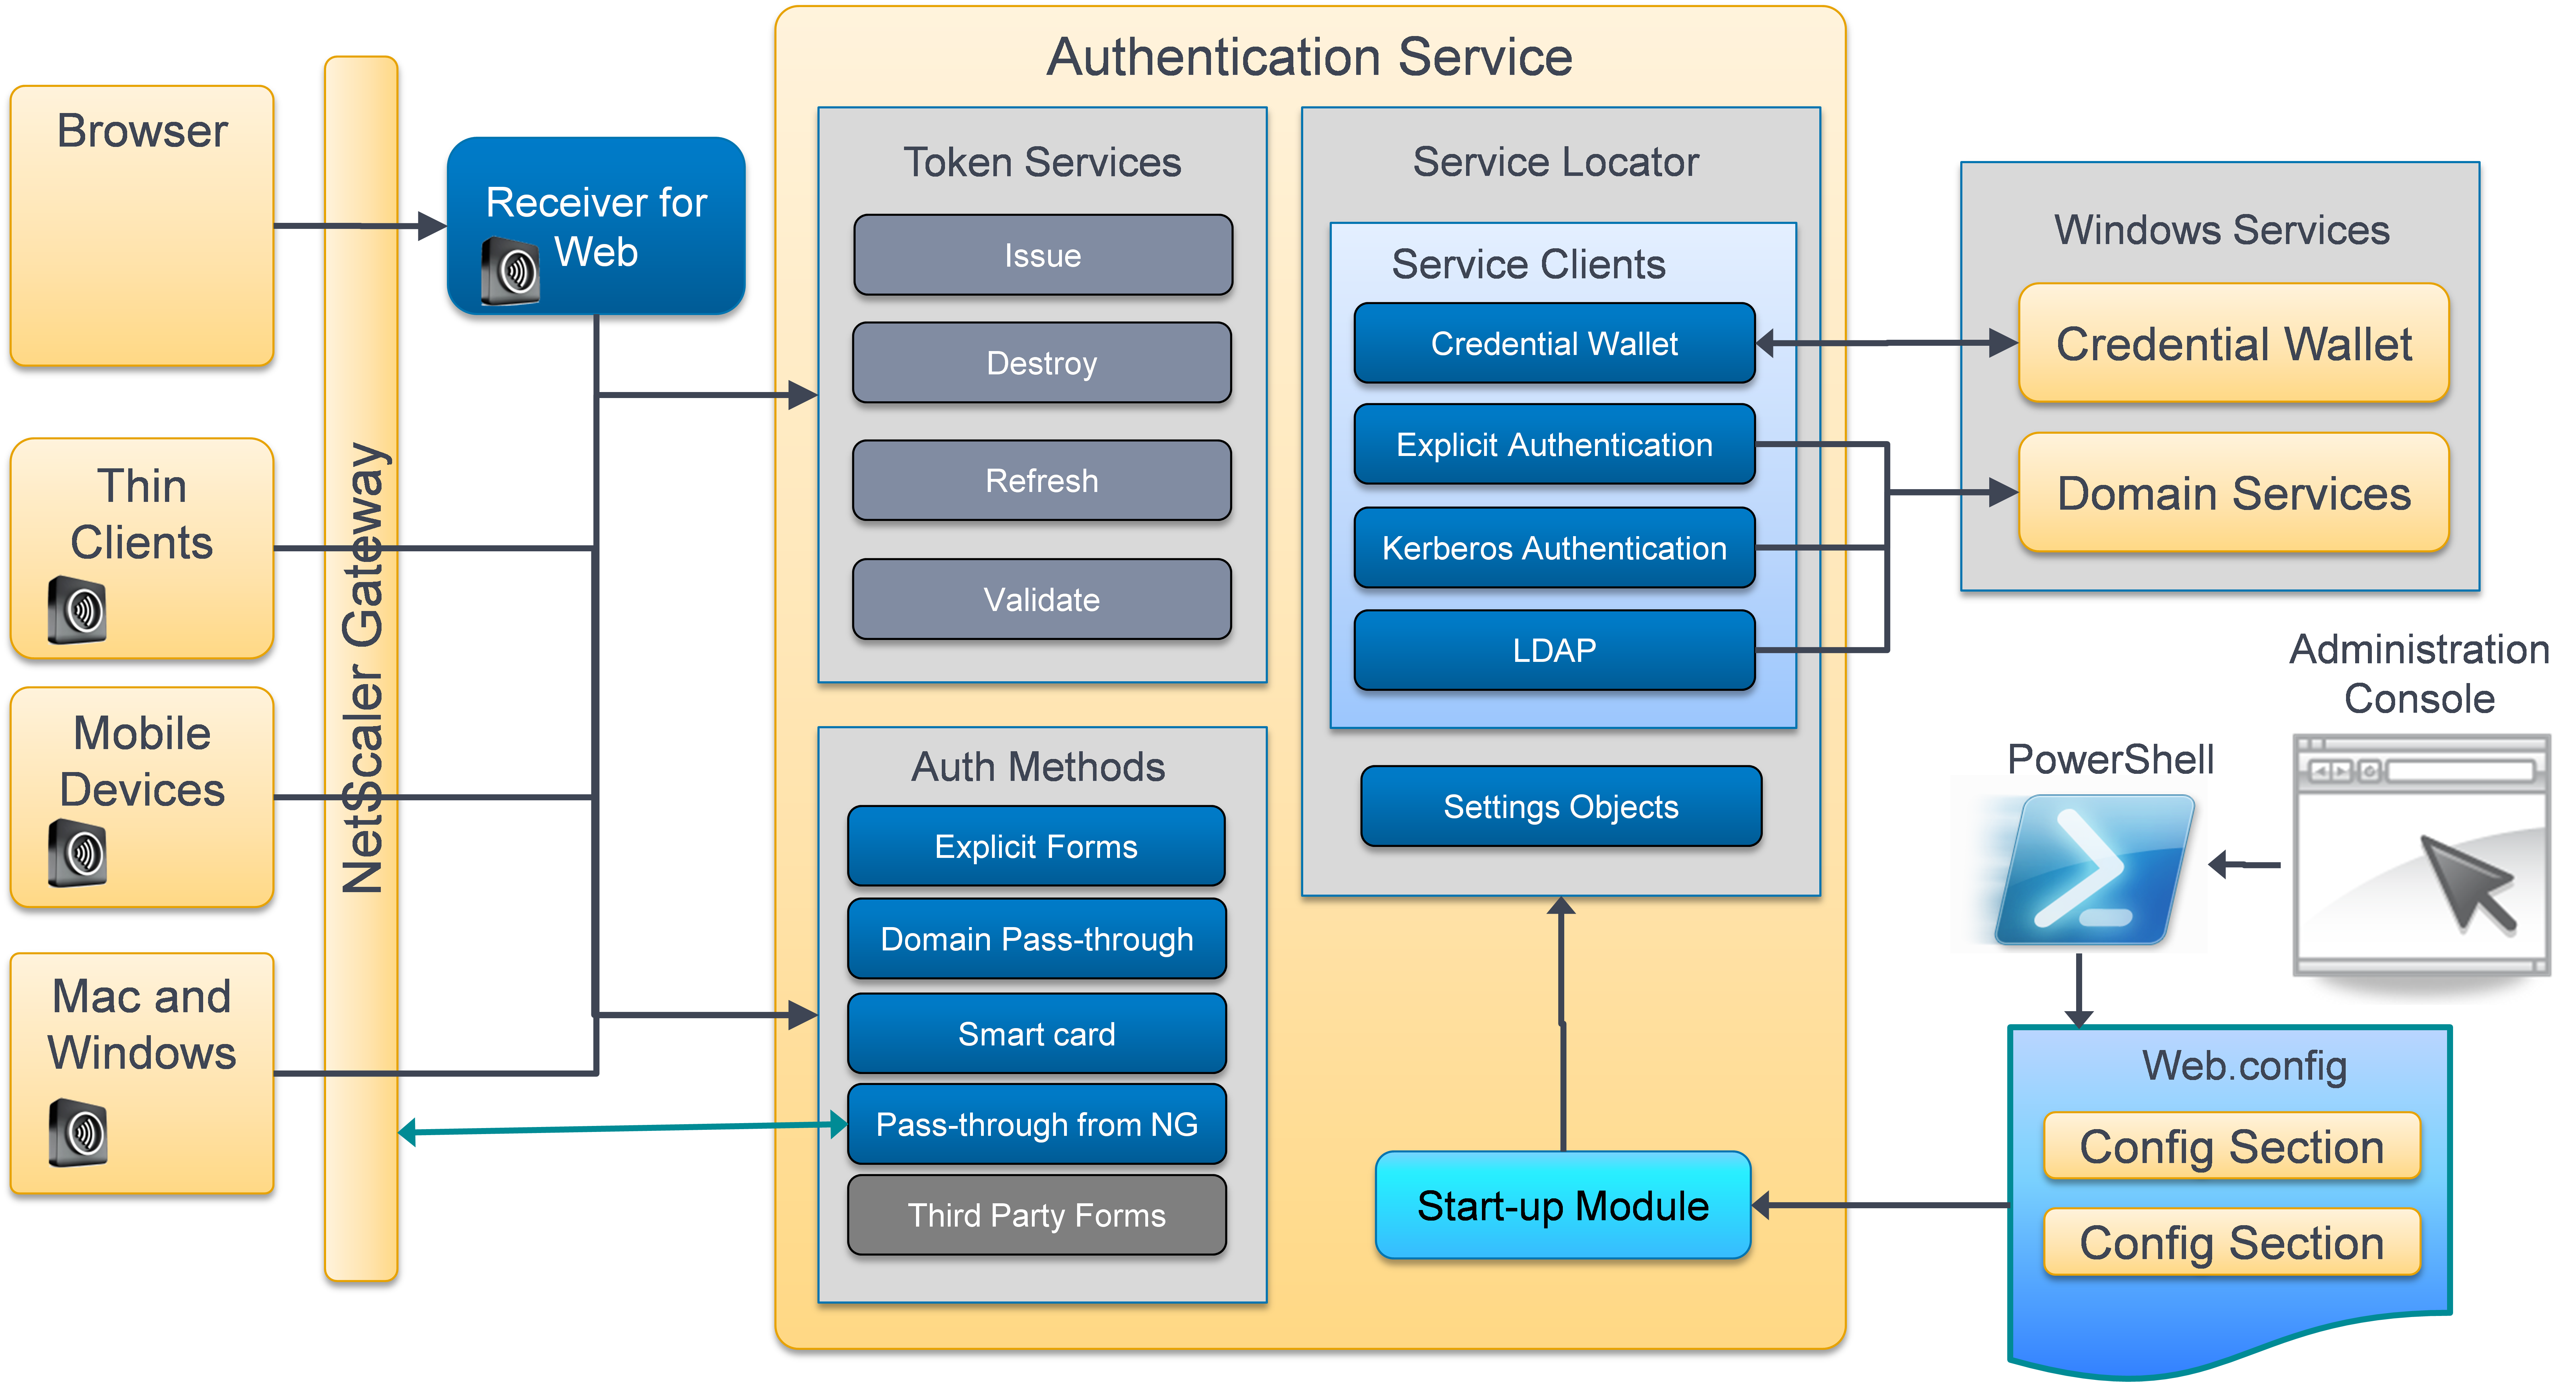 Authentication Service
Browser
Receiver for
Web
Thin
Clients
Mobile
Devices
Mac and
Windows
NetScaler Gateway
Token Services
Issue
Destroy
Refresh
Validate
Auth Methods
Explicit Forms
Domain Pass-through
Smart card
Pass-through from NG
Third Party Forms
Service Locator
Service Clients
Credential Wallet
Explicit Authentication
Kerberos Authentication
LDAP
Settings Objects
Start-up Module
Windows Services
Credential Wallet
Domain Services
Administration
Console
PowerShell
Web.config
Config Section
Config Section